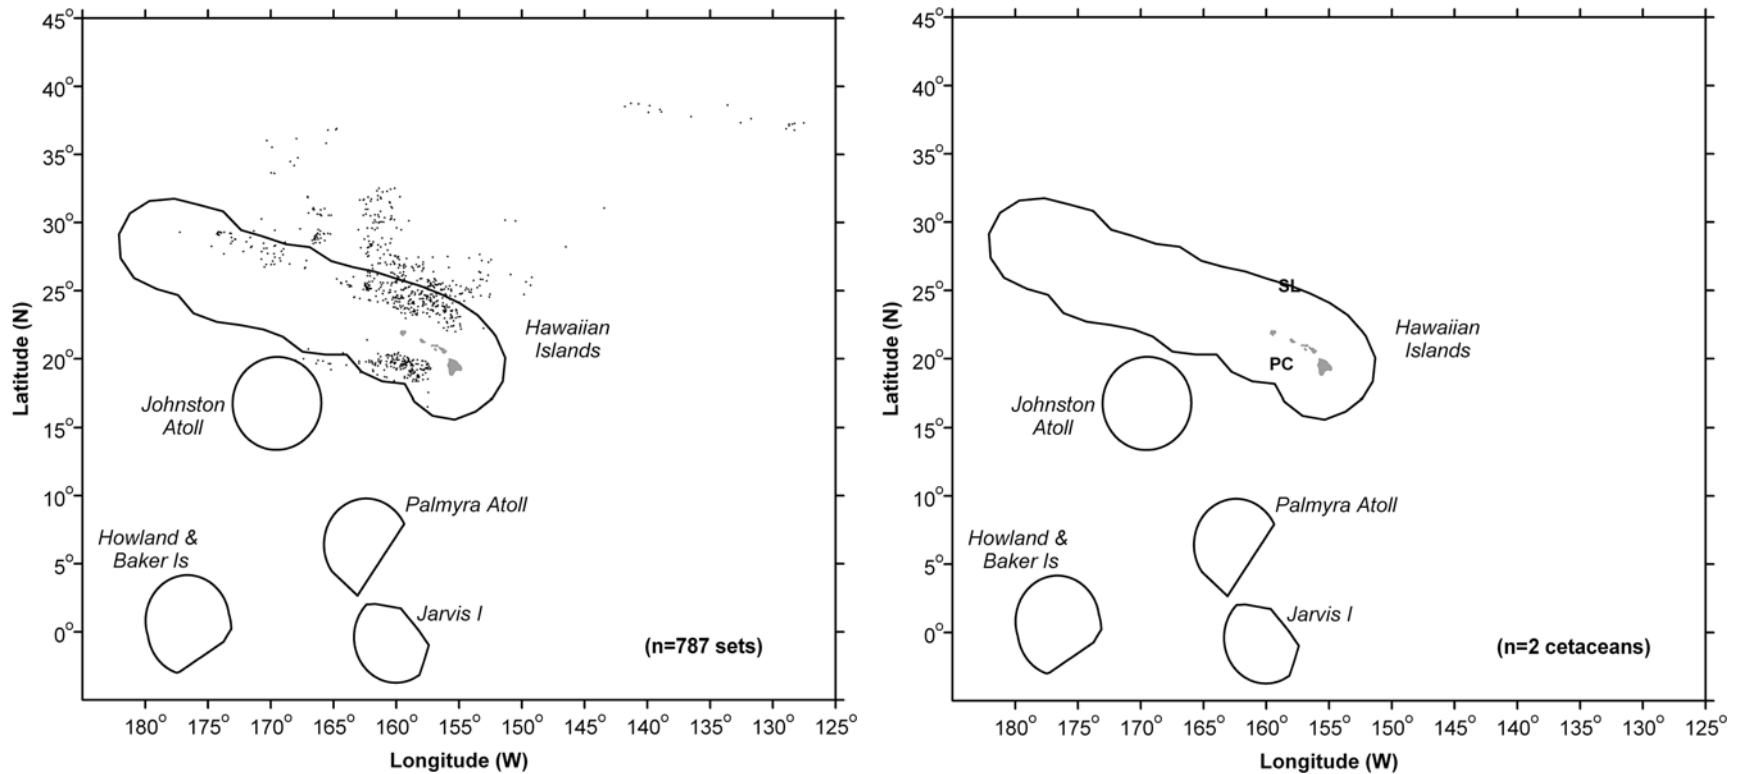 45°
40°
35°
30°
25°
20°
15°
10°
5°
0°
Latitude (N)
Hawaiian
Islands
Johnston
Atoll
Palmyra Atoll
Howland &
Baker Is
Jarvis I
(n=787 sets)
180° 175° 170° 165° 160° 155° 150° 145° 140° 135° 130° 125°
Longitude (W)
45°
40°
35°
30°
25°
20°
15°
10°
5°
0°
Latitude (N)
SL
Hawaiian
Islands
PC
Johnston
Atoll
Palmyra Atoll
Howland &
Baker Is
Jarvis I
(n=2 cetaceans)
180° 175° 170° 165° 160° 155° 150° 145° 140° 135° 130° 125°
Longitude (W)